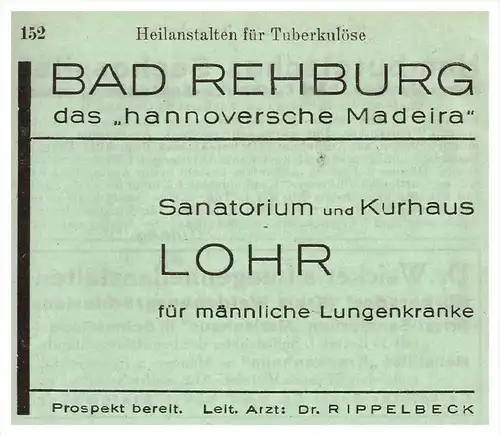 152
Heilanstalten für Tuberkulöse
BAD REHBURG
das „hannoversche Madeira“
Sanatorium und Kurhaus
LOHR
für männliche Lungenkranke
Prospekt bereit. Leit. Arzt: Dr. RIPPELBECK